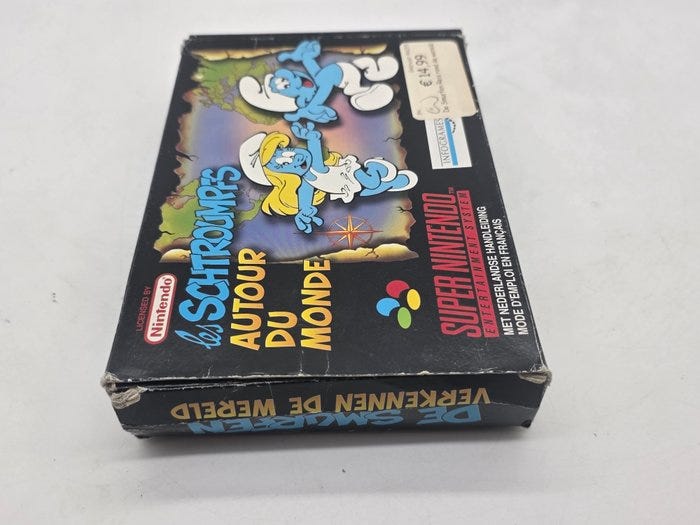 LICENSED BY
Nintendo
les SCHTROUMPFS
AUTOUR
DU
MONDE
€ 14,99
INFOGRAMES
SUPER NINTENDO™
ENTERTAINMENT SYSTEM
MET NEDERLANDSE HANDLEIDING
MODE D'EMPLOI EN FRANÇAIS
DE SMURFEN
VERKENNEN DE WERELD